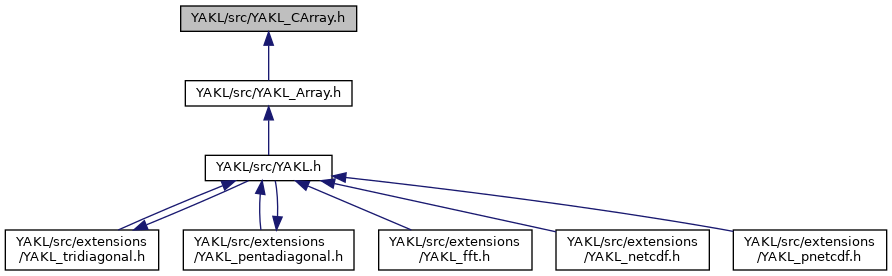 YAKL/src/YAKL_CArray.h
YAKL/src/YAKL_Array.h
YAKL/src/YAKL.h
YAKL/src/extensions
/YAKL_tridiagonal.h
YAKL/src/extensions
/YAKL_pentadiagonal.h
YAKL/src/extensions
/YAKL_fft.h
YAKL/src/extensions
/YAKL_netcdf.h
YAKL/src/extensions
/YAKL_pnetcdf.h